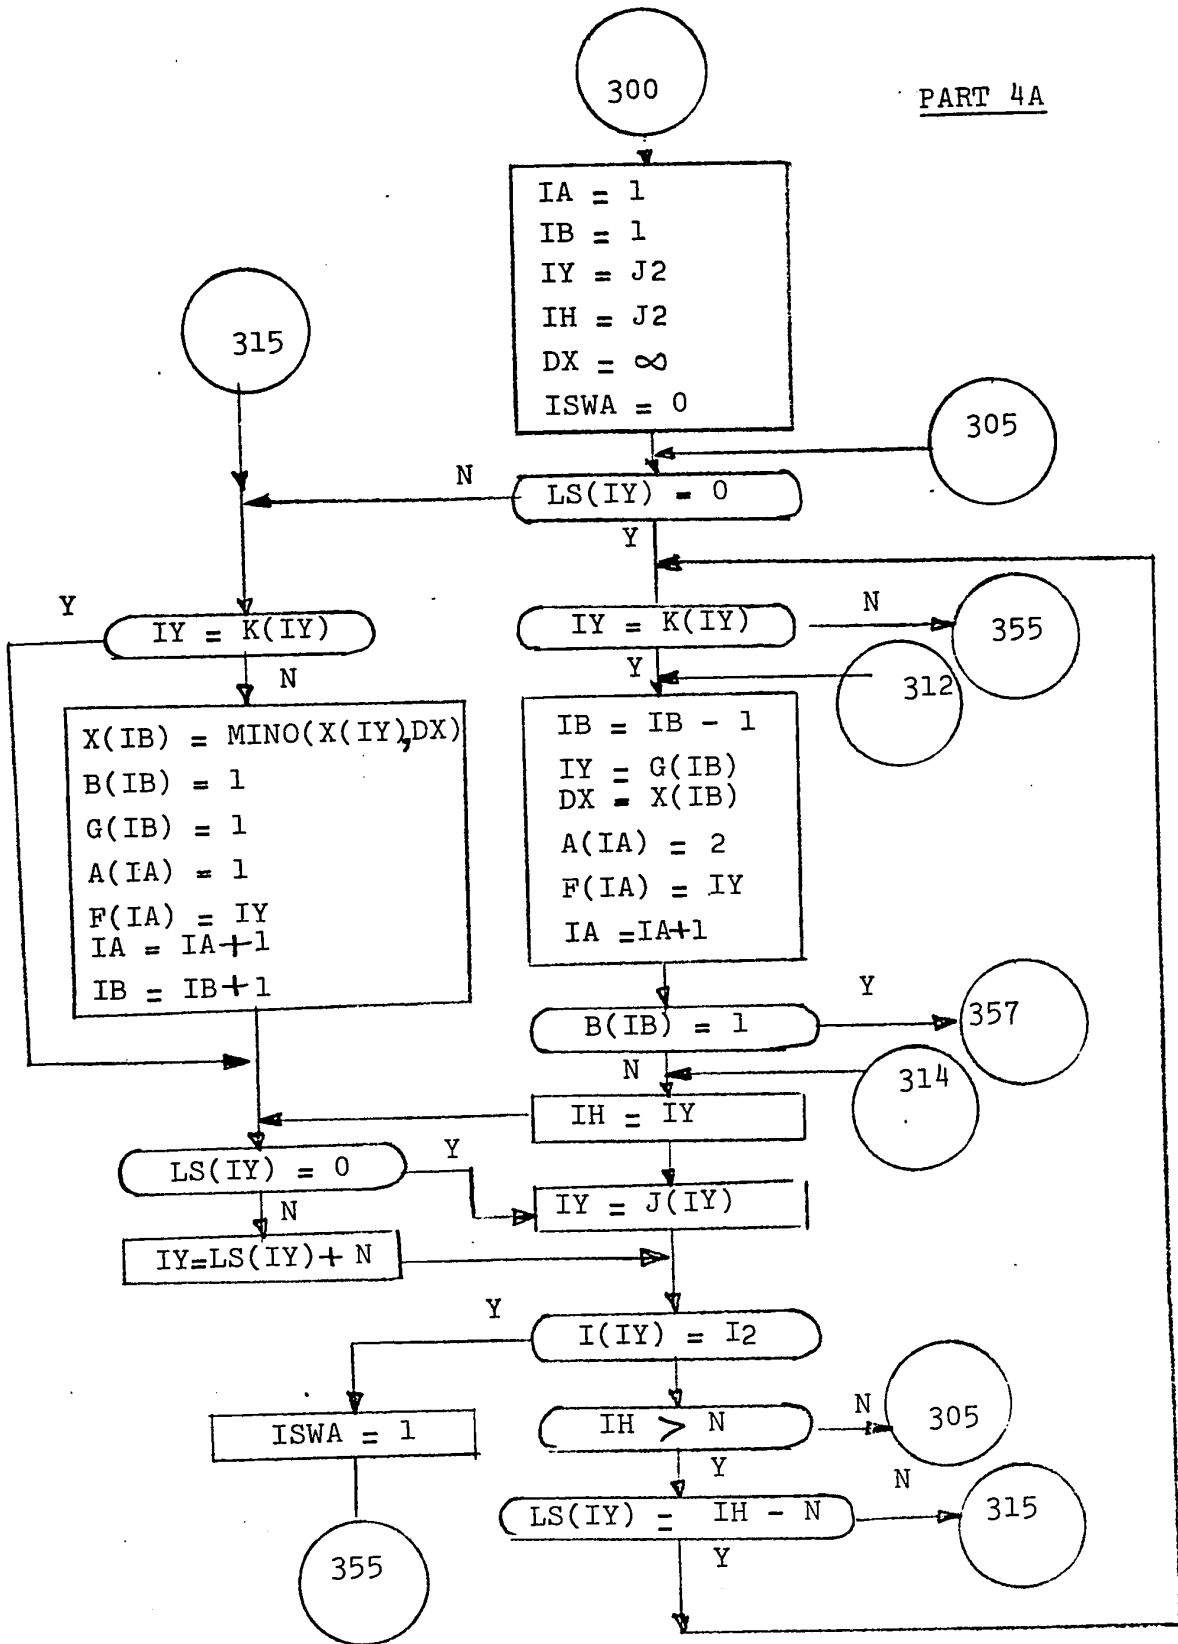 300
PART 4A
IA = 1
IB = 1
IY = J2
IH = J2
DX = ∞
ISWA = 0
315
305
N
LS(IY) = 0
Y
Y
IY = K(IY)
N
IY = K(IY)
N
355
Y
312
X(IB) = MINO(X(IY),DX)
B(IB) = 1
G(IB) = 1
A(IA) = 1
F(IA) = IY
IA = IA+1
IB = IB+1
IB = IB - 1
IY = G(IB)
DX = X(IB)
A(IA) = 2
F(IA) = IY
IA =IA+1
B(IB) = 1
Y
357
N
314
IH = IY
LS(IY) = 0
Y
N
IY = J(IY)
IY=LS(IY)+ N
Y
I(IY) = I2
ISWA = 1
IH > N
N
305
Y
LS(IY) = IH - N
N
315
Y
355